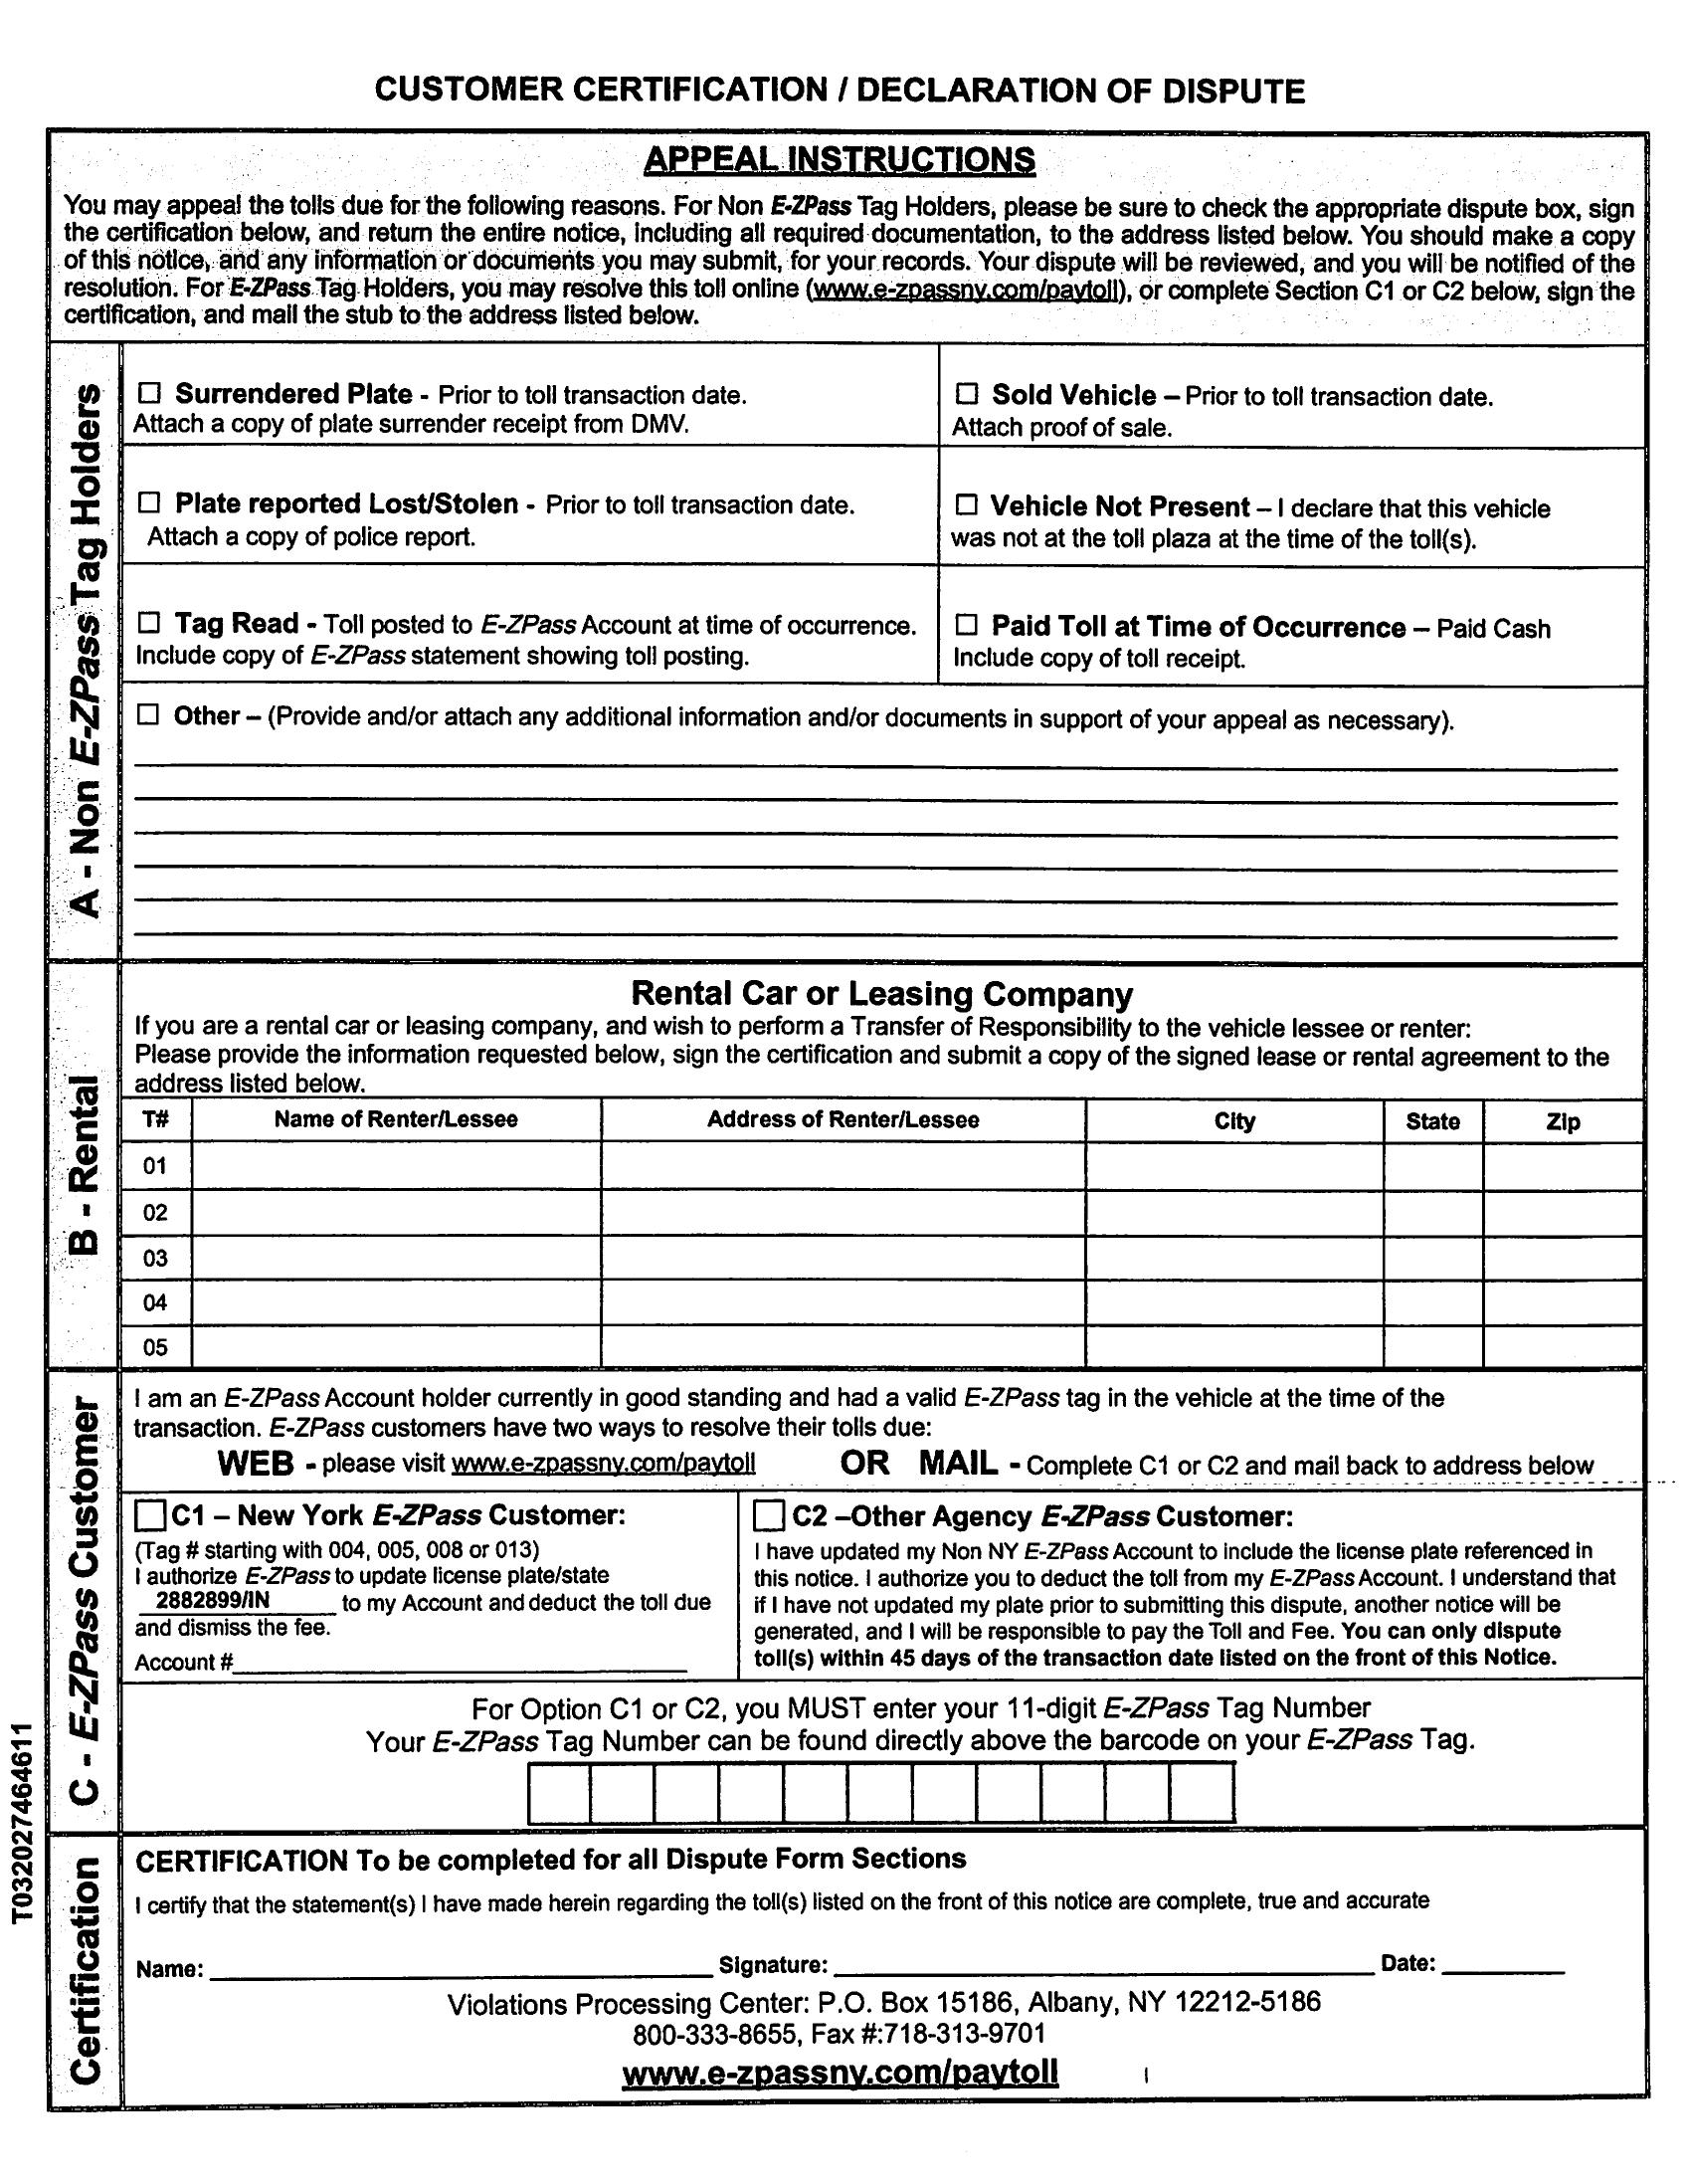 CUSTOMER CERTIFICATION / DECLARATION OF DISPUTE
APPEAL INSTRUCTIONS
You may appeal the tolls due for the following reasons. For Non E-ZPass Tag Holders, please be sure to check the appropriate dispute box, sign
the certification below, and return the entire notice, including all required documentation, to the address listed below. You should make a copy
of this notice, and any information or documents you may submit, for your records. Your dispute will be reviewed, and you will be notified of the
resolution. For E-ZPass Tag Holders, you may resolve this toll online (www.e-zpassny.com/paytoll), or complete Section C1 or C2 below, sign the
certification, and mail the stub to the address listed below.
A - Non E-ZPass Tag Holders
☐ Surrendered Plate - Prior to toll transaction date.
Attach a copy of plate surrender receipt from DMV.
☐ Sold Vehicle – Prior to toll transaction date.
Attach proof of sale.
☐ Plate reported Lost/Stolen - Prior to toll transaction date.
Attach a copy of police report.
☐ Vehicle Not Present – I declare that this vehicle
was not at the toll plaza at the time of the toll(s).
☐ Tag Read - Toll posted to E-ZPass Account at time of occurrence.
Include copy of E-ZPass statement showing toll posting.
☐ Paid Toll at Time of Occurrence – Paid Cash
Include copy of toll receipt.
☐ Other – (Provide and/or attach any additional information and/or documents in support of your appeal as necessary).
B - Rental
Rental Car or Leasing Company
If you are a rental car or leasing company, and wish to perform a Transfer of Responsibility to the vehicle lessee or renter:
Please provide the information requested below, sign the certification and submit a copy of the signed lease or rental agreement to the
address listed below.
T# Name of Renter/Lessee Address of Renter/Lessee City State Zip
01
02
03
04
05
C - E-ZPass Customer
I am an E-ZPass Account holder currently in good standing and had a valid E-ZPass tag in the vehicle at the time of the
transaction. E-ZPass customers have two ways to resolve their tolls due:
WEB - please visit www.e-zpassny.com/paytoll OR MAIL - Complete C1 or C2 and mail back to address below
☐ C1 – New York E-ZPass Customer:
(Tag # starting with 004, 005, 008 or 013)
I authorize E-ZPass to update license plate/state
2882899/IN to my Account and deduct the toll due
and dismiss the fee.
Account #
☐ C2 –Other Agency E-ZPass Customer:
I have updated my Non NY E-ZPass Account to include the license plate referenced in
this notice. I authorize you to deduct the toll from my E-ZPass Account. I understand that
if I have not updated my plate prior to submitting this dispute, another notice will be
generated, and I will be responsible to pay the Toll and Fee. You can only dispute
toll(s) within 45 days of the transaction date listed on the front of this Notice.
For Option C1 or C2, you MUST enter your 11-digit E-ZPass Tag Number
Your E-ZPass Tag Number can be found directly above the barcode on your E-ZPass Tag.
T032027464611
Certification
CERTIFICATION To be completed for all Dispute Form Sections
I certify that the statement(s) I have made herein regarding the toll(s) listed on the front of this notice are complete, true and accurate
Name: Signature: Date:
Violations Processing Center: P.O. Box 15186, Albany, NY 12212-5186
800-333-8655, Fax #:718-313-9701
www.e-zpassny.com/paytoll